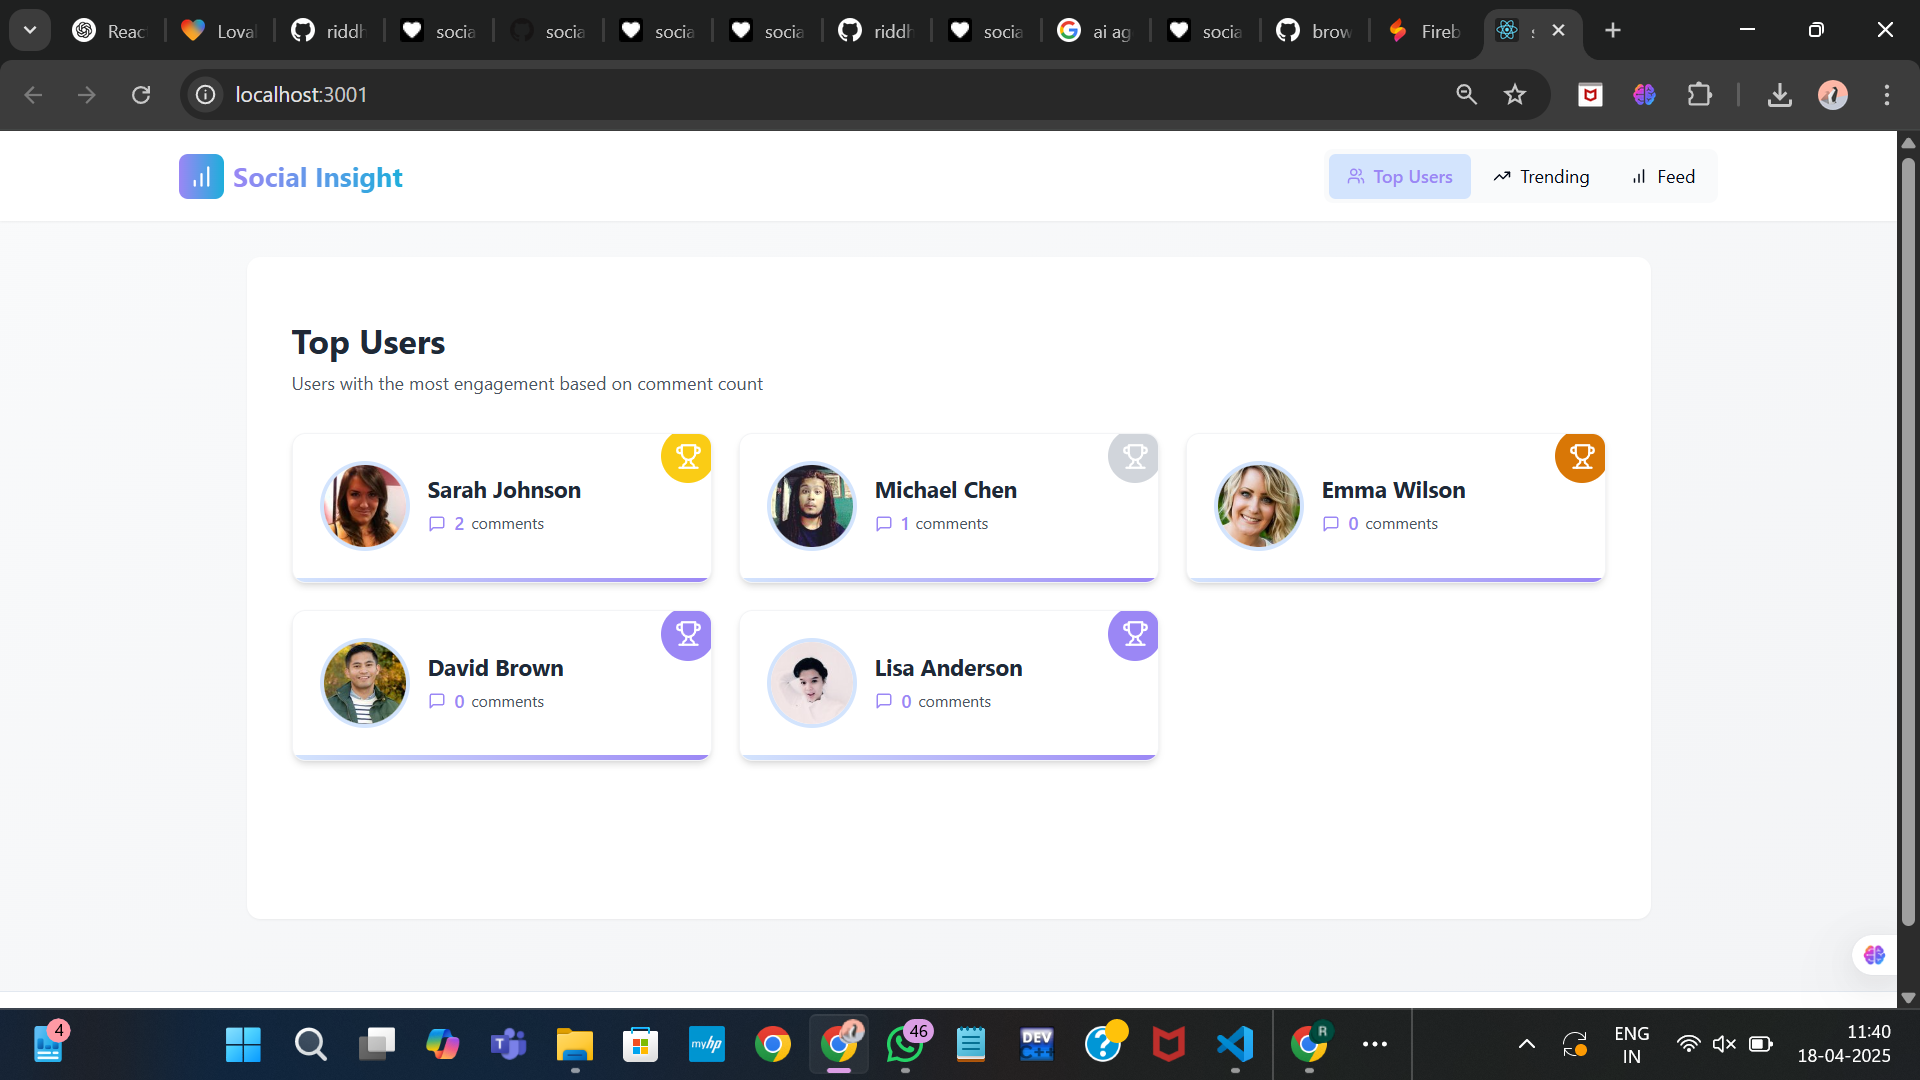 Reac
Loval
riddh
socia
socia
socia
socia
riddh
socia
ai ag
socia
brow
Fireb
s
localhost:3001
Social Insight
Top Users
Trending
Feed
Top Users
Users with the most engagement based on comment count
Sarah Johnson
2 comments
Michael Chen
1 comments
Emma Wilson
0 comments
David Brown
0 comments
Lisa Anderson
0 comments
4
T
myhp
46
DEV
C++
?
R
ENG
IN
11:40
18-04-2025